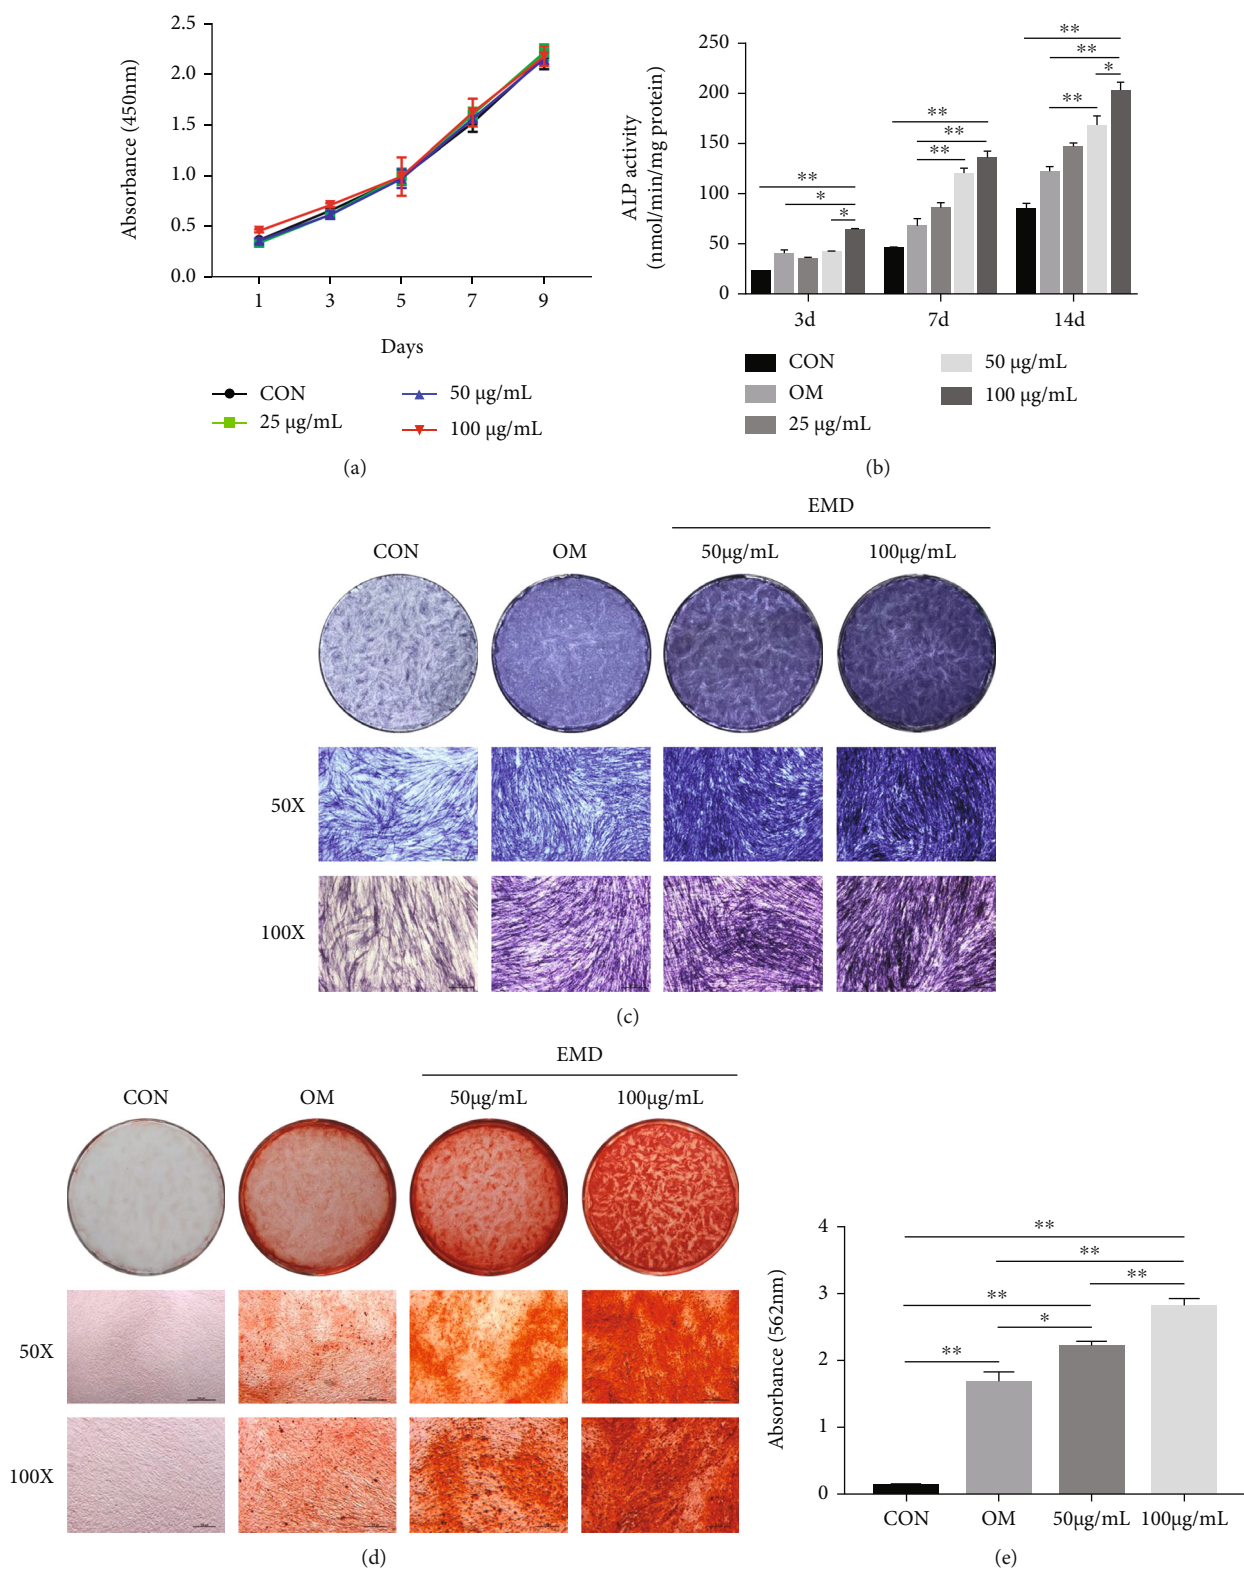 2.5
2.0
1.5
1.0
0.5
0.0
Absorbance (450nm)
1 3 5 7 9
Days
CON
25 μg/mL
50 μg/mL
100 μg/mL
(a)
250
200
150
100
50
0
ALP activity
(nmol/min/mg protein)
** ** * **
** ** **
** * *
3d 7d 14d
CON
OM
25 μg/mL
50 μg/mL
100 μg/mL
(b)
EMD
CON OM 50μg/mL 100μg/mL
50X
100X
(c)
EMD
CON OM 50μg/mL 100μg/mL
50X
100X
(d)
4
3
2
1
0
Absorbance (562nm)
**
**
**
**
*
**
CON OM 50μg/mL 100μg/mL
(e)